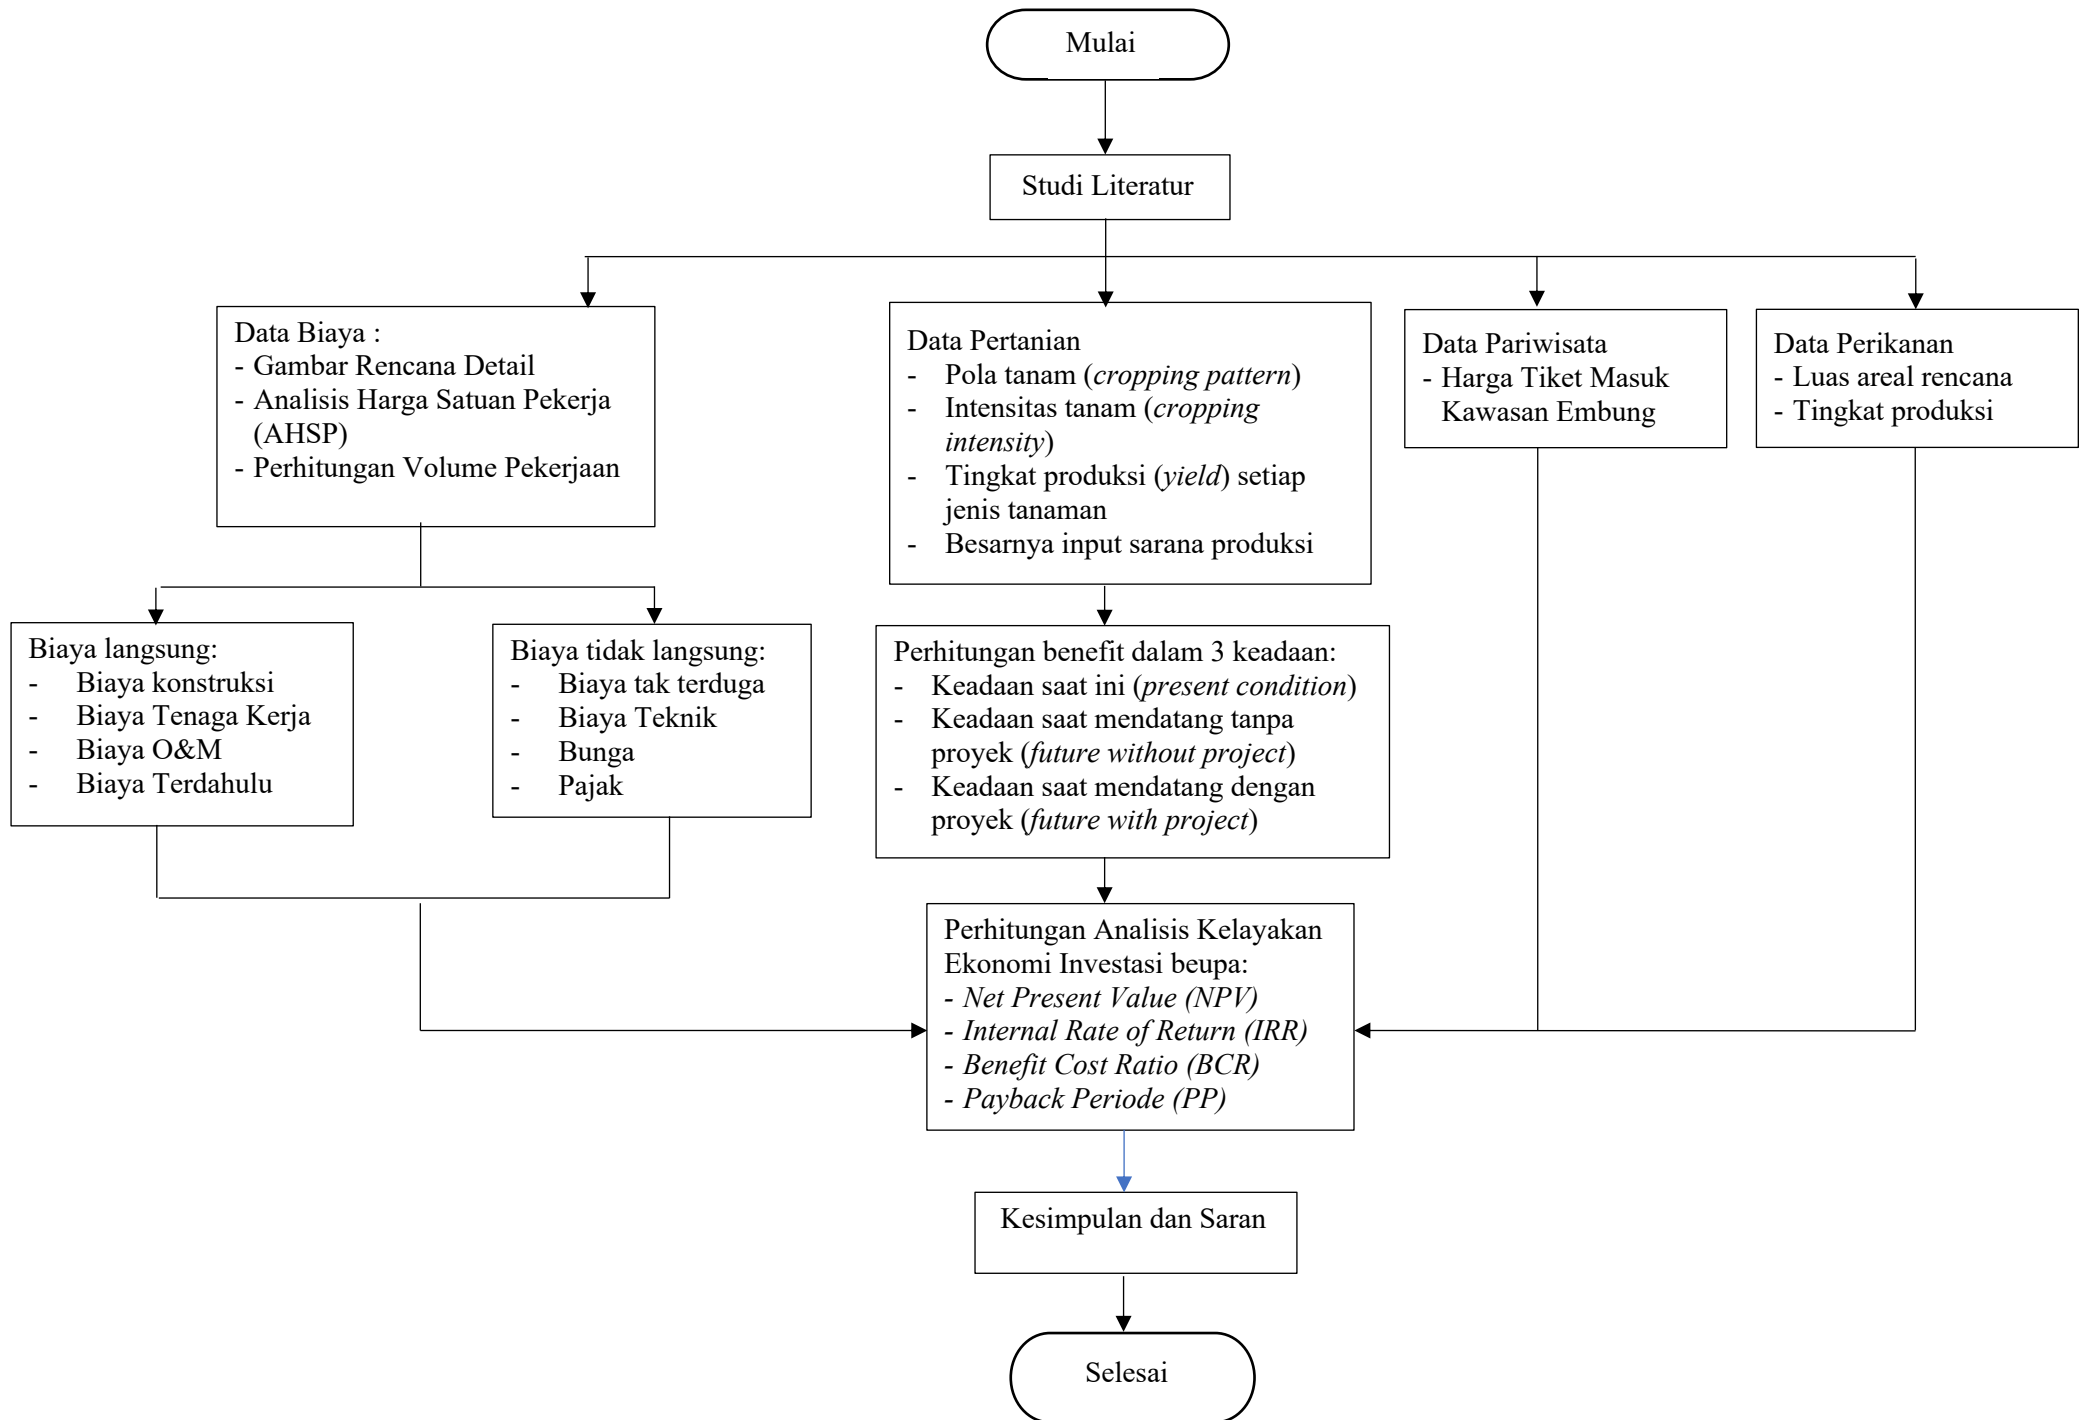 Mulai
Studi Literatur
Data Biaya :
- Gambar Rencana Detail
- Analisis Harga Satuan Pekerja
(AHSP)
- Perhitungan Volume Pekerjaan
Data Pertanian
- Pola tanam (cropping pattern)
- Intensitas tanam (cropping
intensity)
- Tingkat produksi (yield) setiap
jenis tanaman
- Besarnya input sarana produksi
Data Pariwisata
- Harga Tiket Masuk
Kawasan Embung
Data Perikanan
- Luas areal rencana
- Tingkat produksi
Biaya langsung:
- Biaya konstruksi
- Biaya Tenaga Kerja
- Biaya O&M
- Biaya Terdahulu
Biaya tidak langsung:
- Biaya tak terduga
- Biaya Teknik
- Bunga
- Pajak
Perhitungan benefit dalam 3 keadaan:
- Keadaan saat ini (present condition)
- Keadaan saat mendatang tanpa
proyek (future without project)
- Keadaan saat mendatang dengan
proyek (future with project)
Perhitungan Analisis Kelayakan
Ekonomi Investasi beupa:
- Net Present Value (NPV)
- Internal Rate of Return (IRR)
- Benefit Cost Ratio (BCR)
- Payback Periode (PP)
Kesimpulan dan Saran
Selesai